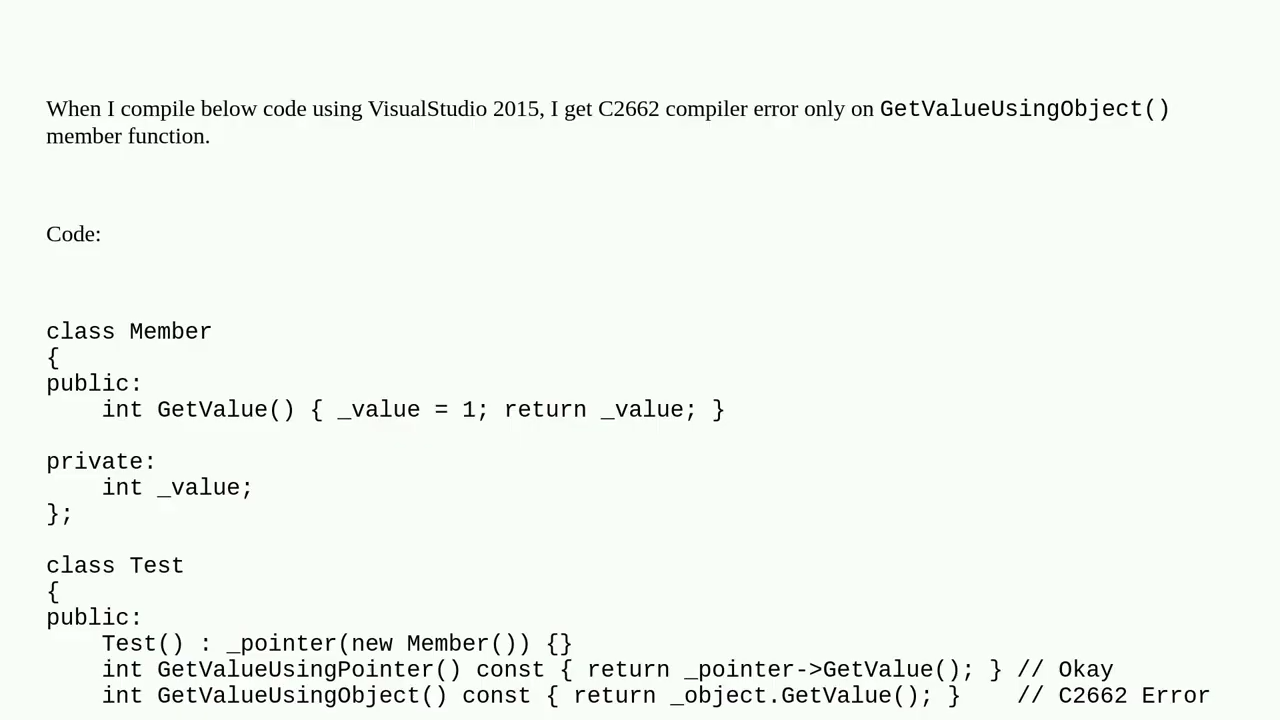 When I compile below code using VisualStudio 2015, I get C2662 compiler error only on GetValueUsingObject()
member function.
Code:
class Member
{
public:
    int GetValue() { _value = 1; return _value; }
private:
    int _value;
};
class Test
{
public:
    Test() : _pointer(new Member()) {}
    int GetValueUsingPointer() const { return _pointer->GetValue(); } // Okay
    int GetValueUsingObject() const { return _object.GetValue(); }    // C2662 Error